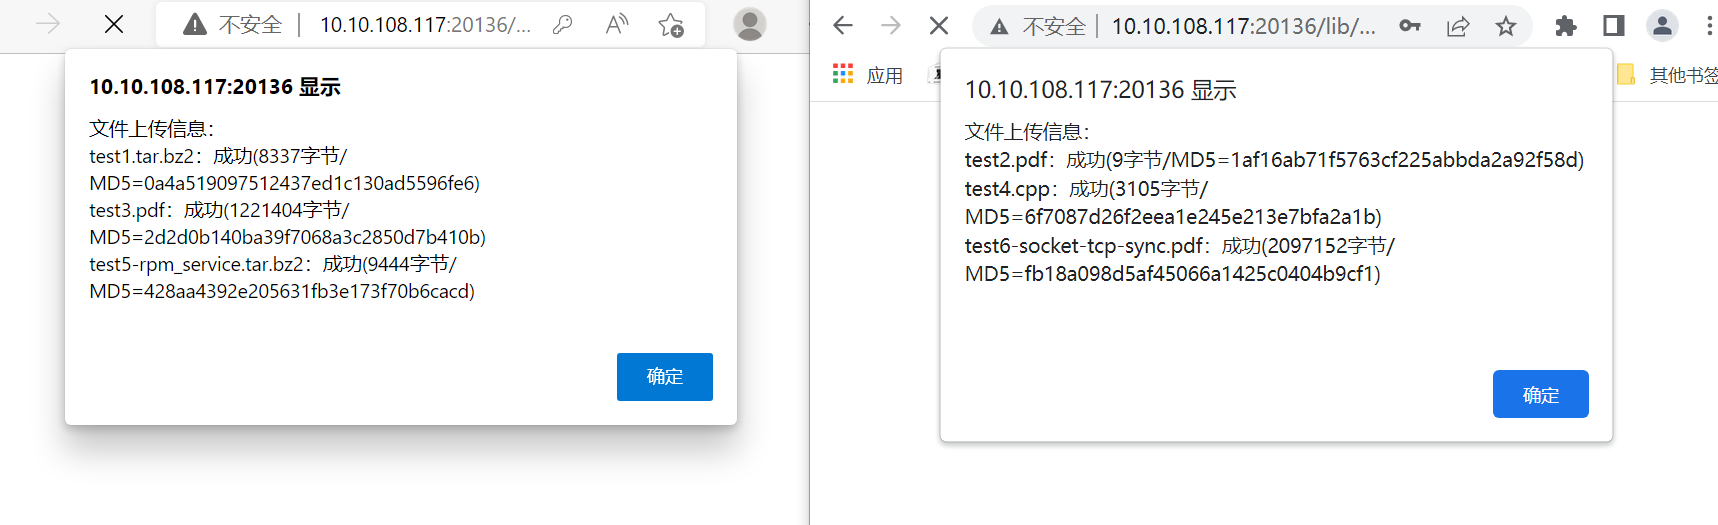 不安全 | 10.10.108.117:20136/...
10.10.108.117:20136 显示
文件上传信息：
test1.tar.bz2：成功(8337字节/
MD5=0a4a519097512437ed1c130ad5596fe6)
test3.pdf：成功(1221404字节/
MD5=2d2d0b140ba39f7068a3c2850d7b410b)
test5-rpm_service.tar.bz2：成功(9444字节/
MD5=428aa4392e205631fb3e173f70b6cacd)
确定
不安全 | 10.10.108.117:20136/lib/...
应用
其他书签
10.10.108.117:20136 显示
文件上传信息：
test2.pdf：成功(9字节/MD5=1af16ab71f5763cf225abbda2a92f58d)
test4.cpp：成功(3105字节/
MD5=6f7087d26f2eea1e245e213e7bfa2a1b)
test6-socket-tcp-sync.pdf：成功(2097152字节/
MD5=fb18a098d5af45066a1425c0404b9cf1)
确定